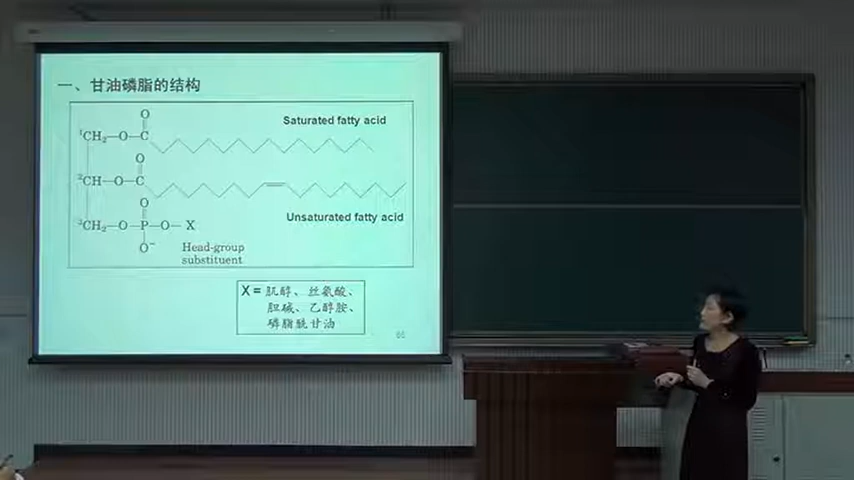 一、甘油磷脂的结构
O
Saturated fatty acid
¹CH₂—O—C
O
²CH—O—C
O
Unsaturated fatty acid
³CH₂—O—P—O—X
O⁻
Head-group
substituent
X = 肌醇、丝氨酸、
胆碱、乙醇胺、
磷脂酰甘油